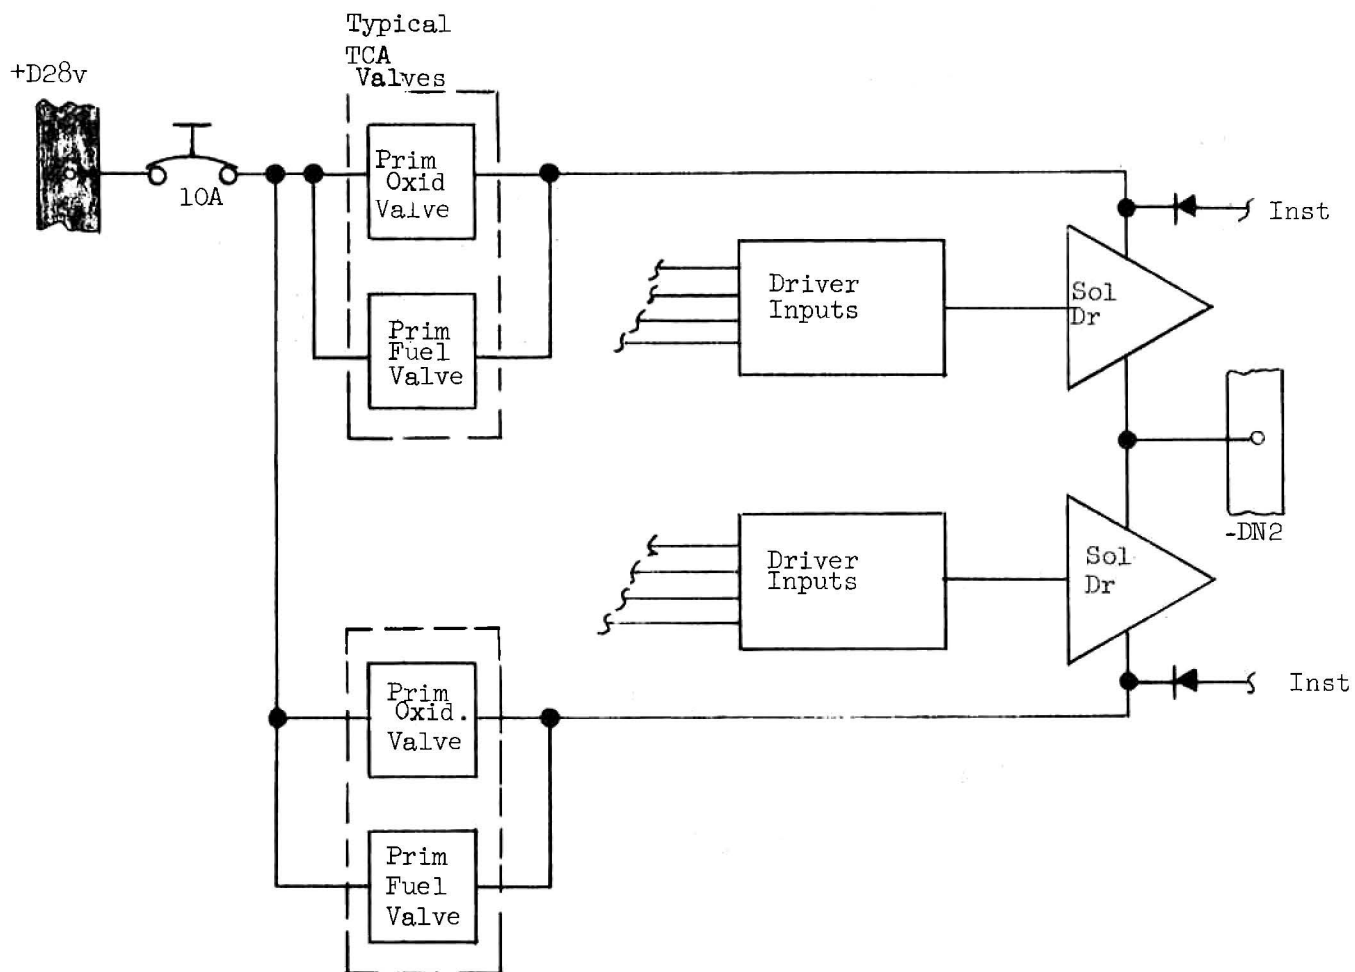 Typical
TCA
Valves
+D28v
10A
Prim
Oxid
Valve
Prim
Fuel
Valve
Driver
Inputs
Sol
Dr
Inst
-DN2
Driver
Inputs
Sol
Dr
Inst
Prim
Oxid.
Valve
Prim
Fuel
Valve